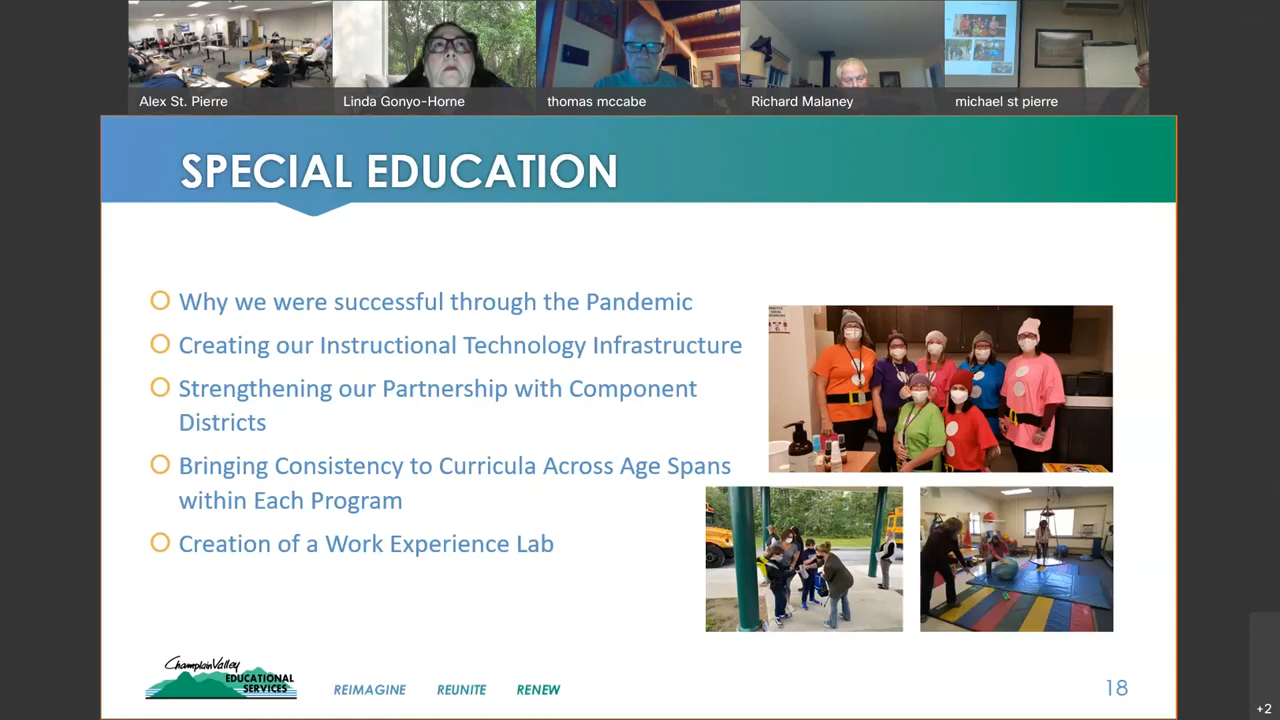 Alex St. Pierre
Linda Gonyo-Horne
thomas mccabe
Richard Malaney
michael st pierre
SPECIAL EDUCATION
Why we were successful through the Pandemic
Creating our Instructional Technology Infrastructure
Strengthening our Partnership with Component
Districts
Bringing Consistency to Curricula Across Age Spans
within Each Program
Creation of a Work Experience Lab
Champlain Valley
EDUCATIONAL
SERVICES
REIMAGINE REUNITE RENEW
18
+2